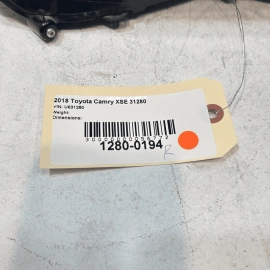 2018 Toyota Camry XSE 31280
VIN: U031280
Weight:
Dimensions:
1280-0194
R